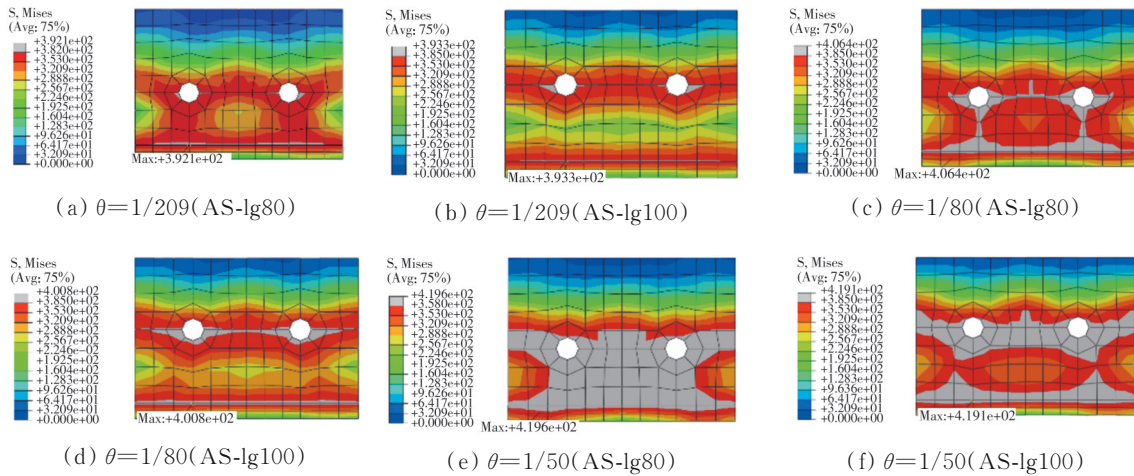 S, Mises
(Avg: 75%)
+3.921e+02
+3.820e+02
+3.530e+02
+3.209e+02
+2.888e+02
+2.567e+02
+2.246e+02
+1.925e+02
+1.604e+02
+1.283e+02
+9.626e+01
+6.417e+01
+3.209e+01
+0.000e+00
Max:+3.921e+02
(a) θ=1/209(AS-lg80)
S, Mises
(Avg: 75%)
+3.933e+02
+3.850e+02
+3.530e+02
+3.209e+02
+2.888e+02
+2.567e+02
+2.246e+02
+1.925e+02
+1.604e+02
+1.283e+02
+9.626e+01
+6.417e+01
+3.209e+01
+0.000e+00
Max:+3.933e+02
(b) θ=1/209(AS-lg100)
S, Mises
(Avg: 75%)
+4.064e+02
+3.850e+02
+3.530e+02
+3.209e+02
+2.888e+02
+2.567e+02
+2.246e+02
+1.925e+02
+1.604e+02
+1.283e+02
+9.626e+01
+6.417e+01
+3.209e+01
+0.000e+00
Max:+4.064e+02
(c) θ=1/80(AS-lg80)
S, Mises
(Avg: 75%)
+4.008e+02
+3.850e+02
+3.530e+02
+3.209e+02
+2.888e+02
+2.567e+02
+2.246e+02
+1.925e+02
+1.604e+02
+1.283e+02
+9.626e+01
+6.417e+01
+3.209e+01
+0.000e+00
Max:+4.008e+02
(d) θ=1/80(AS-lg100)
S, Mises
(Avg: 75%)
+4.196e+02
+3.580e+02
+3.530e+02
+3.209e+02
+2.888e+02
+2.567e+02
+2.246e+02
+1.925e+02
+1.604e+02
+1.283e+02
+9.626e+01
+6.417e+01
+3.209e+01
+0.000e+00
Max:+4.196e+02
(e) θ=1/50(AS-lg80)
S, Mises
(Avg: 75%)
+4.191e+02
+3.850e+02
+3.530e+02
+3.209e+02
+2.888e+02
+2.567e+02
+2.246e+02
+1.925e+02
+1.604e+02
+1.283e+02
+9.636e+01
+6.417e+01
+3.209e+01
+0.000e+00
Max:+4.191e+02
(f) θ=1/50(AS-lg100)